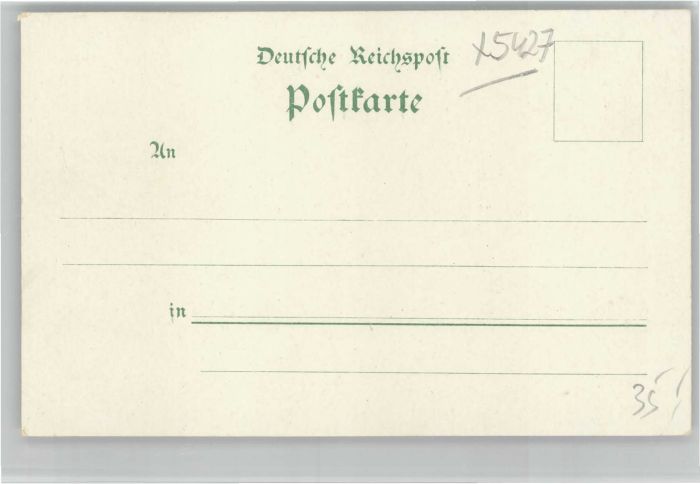 Deutsche Reichspost
x5427
Postkarte
An
in
35